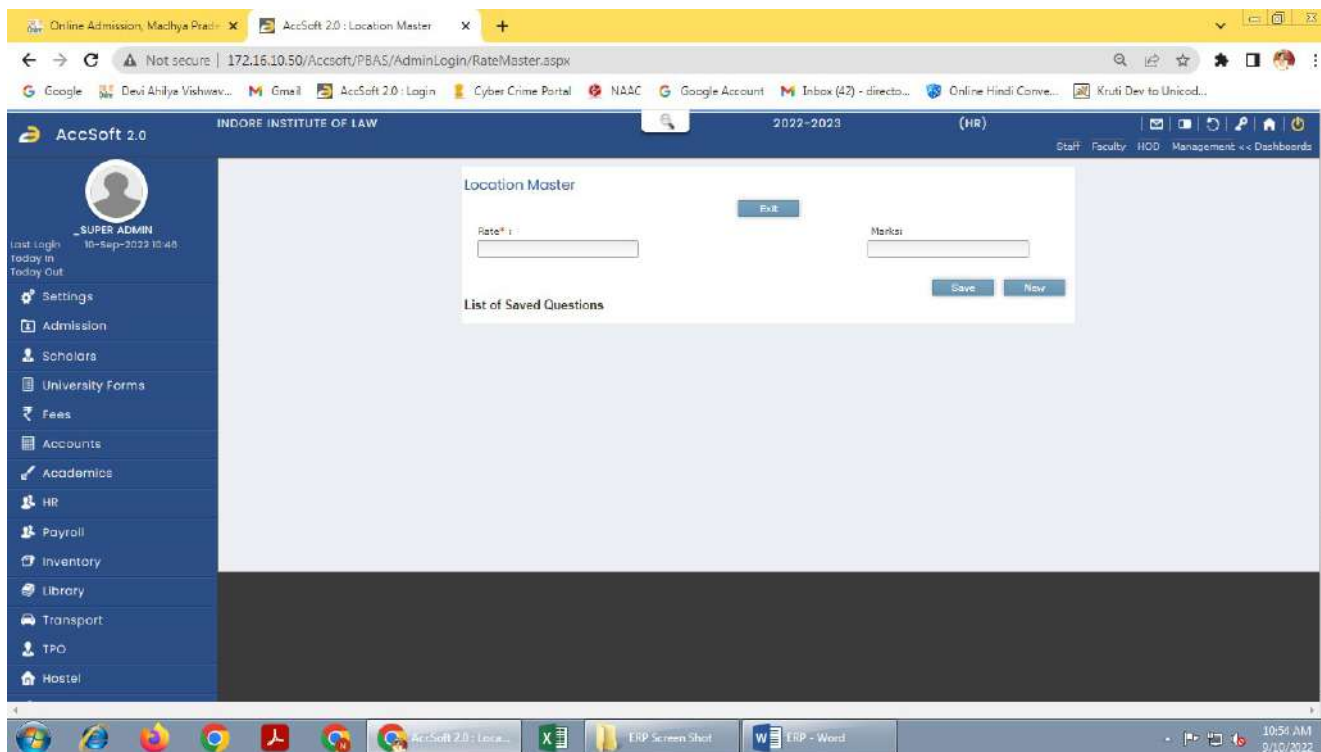 Online Admission, Madhya Prade
AccSoft 2.0 : Location Master
Not secure | 172.16.10.50/Accsoft/PBAS/AdminLogin/RateMaster.aspx
Google
Devi Ahilya Vishwav...
Gmail
AccSoft 2.0 : Login
Cyber Crime Portal
NAAC
Google Account
Inbox (42) - directo...
Online Hindi Conve...
Kruti Dev to Unicod...
AccSoft 2.0
INDORE INSTITUTE OF LAW
2022-2023
(HR)
Staff Faculty HOD Management << Dashboards
_SUPER ADMIN
Last Login 10-Sep-2022 10:48
Today In
Today Out
Settings
Admission
Scholars
University Forms
Fees
Accounts
Academics
HR
Payroll
Inventory
Library
Transport
TPO
Hostel
Location Master
Exit
Rate* :
Marks:
Save
New
List of Saved Questions
AccSoft 2.0 : Loca...
ERP Screen Shot
ERP - Word
10:54 AM
9/10/2022